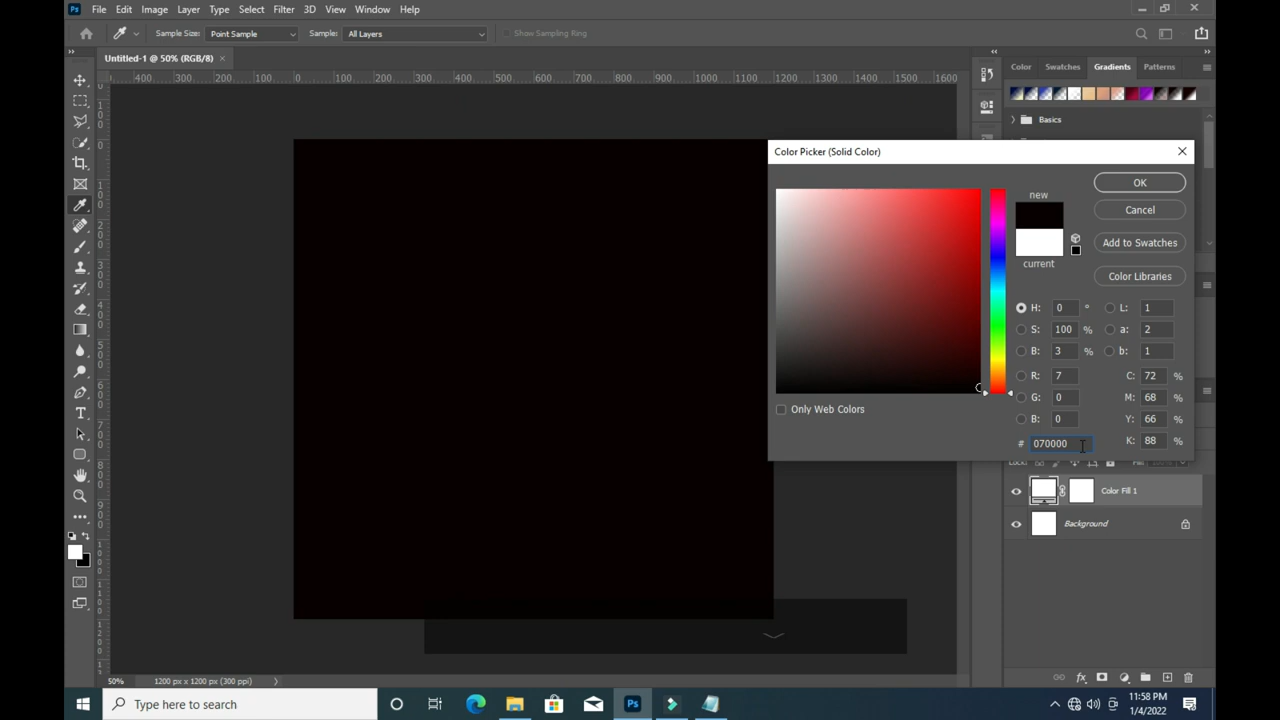 Ps File Edit Image Layer Type Select Filter 3D View Window Help
Sample Size: Point Sample Sample: All Layers Show Sampling Ring
Untitled-1 @ 50% (RGB/8) ×
400 300 200 100 0 100 200 300 400 500 600 700 800 900 1000 1100 1200 1300 1400 1500 1600
Color Swatches Gradients Patterns
Basics
Color Picker (Solid Color)
OK
new
Cancel
Add to Swatches
current
Color Libraries
H: 0 ° L: 1
S: 100 % a: 2
B: 3 % b: 1
R: 7 C: 72 %
G: 0 M: 68 %
Only Web Colors
B: 0 Y: 66 %
# 070000 K: 88 %
Lock: Fill:
Color Fill 1
Background
50% 1200 px x 1200 px (300 ppi)
Type here to search
Ps
11:58 PM
1/4/2022